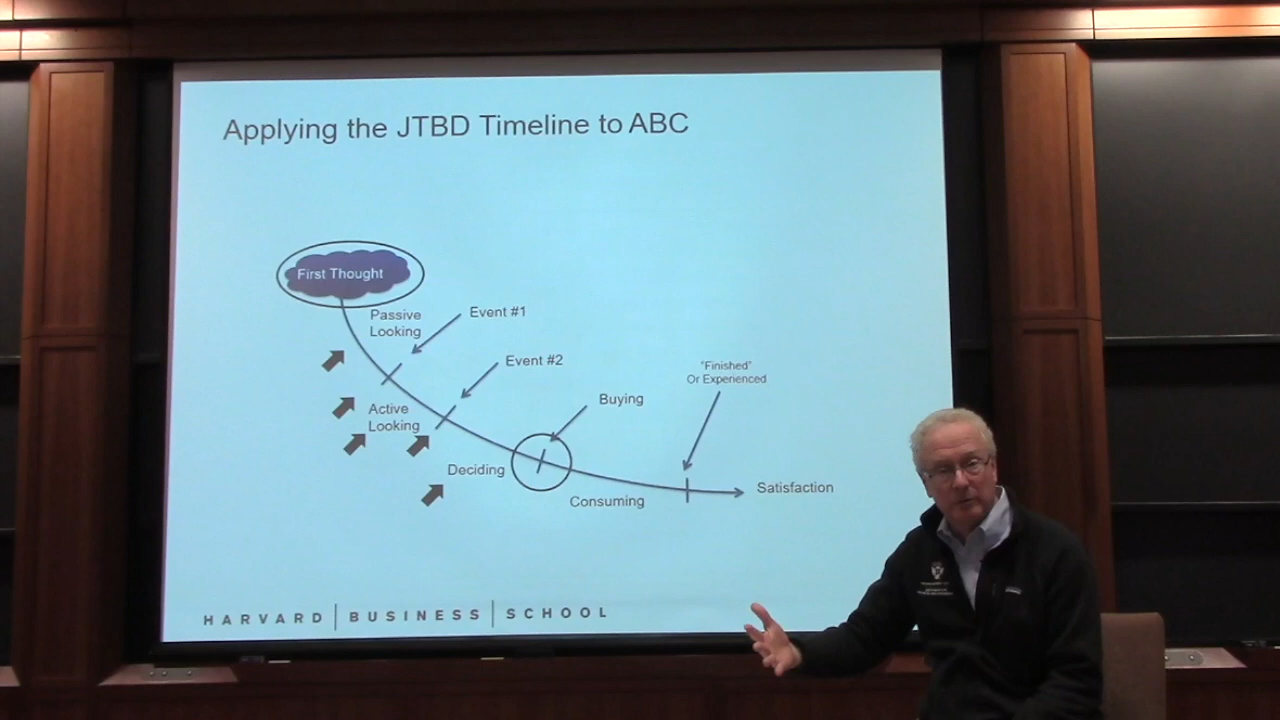 Applying the JTBD Timeline to ABC
First Thought
Passive
Looking
Event #1
Event #2
"Finished"
Or Experienced
Buying
Active
Looking
Deciding
Consuming
Satisfaction
HARVARD | BUSINESS | SCHOOL